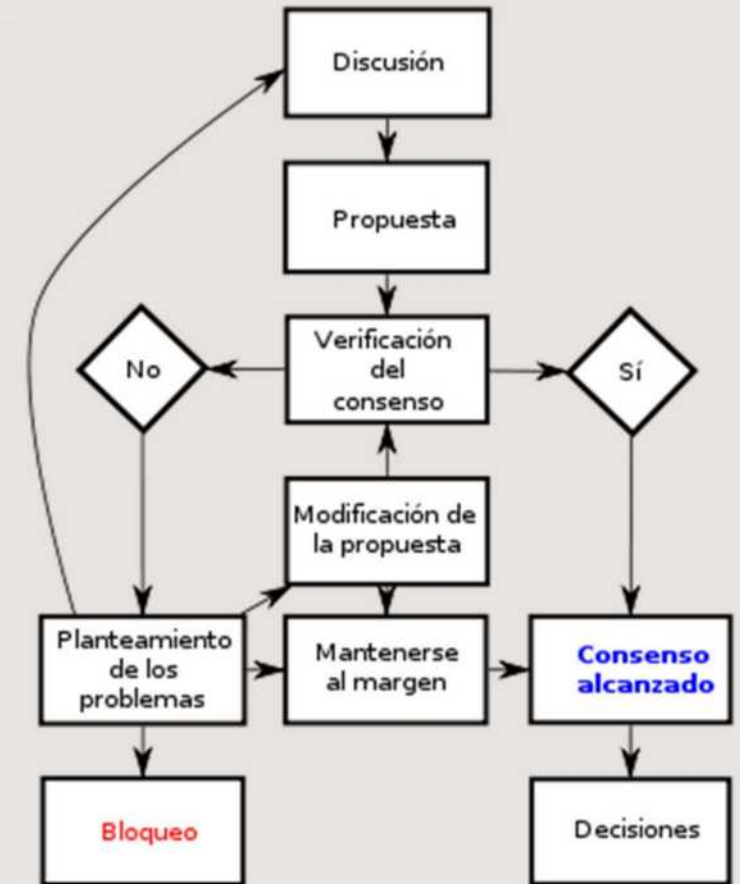 Discusión
Propuesta
Verificación
del
consenso
No
Sí
Modificación de
la propuesta
Planteamiento
de los
problemas
Mantenerse
al margen
Consenso
alcanzado
Bloqueo
Decisiones